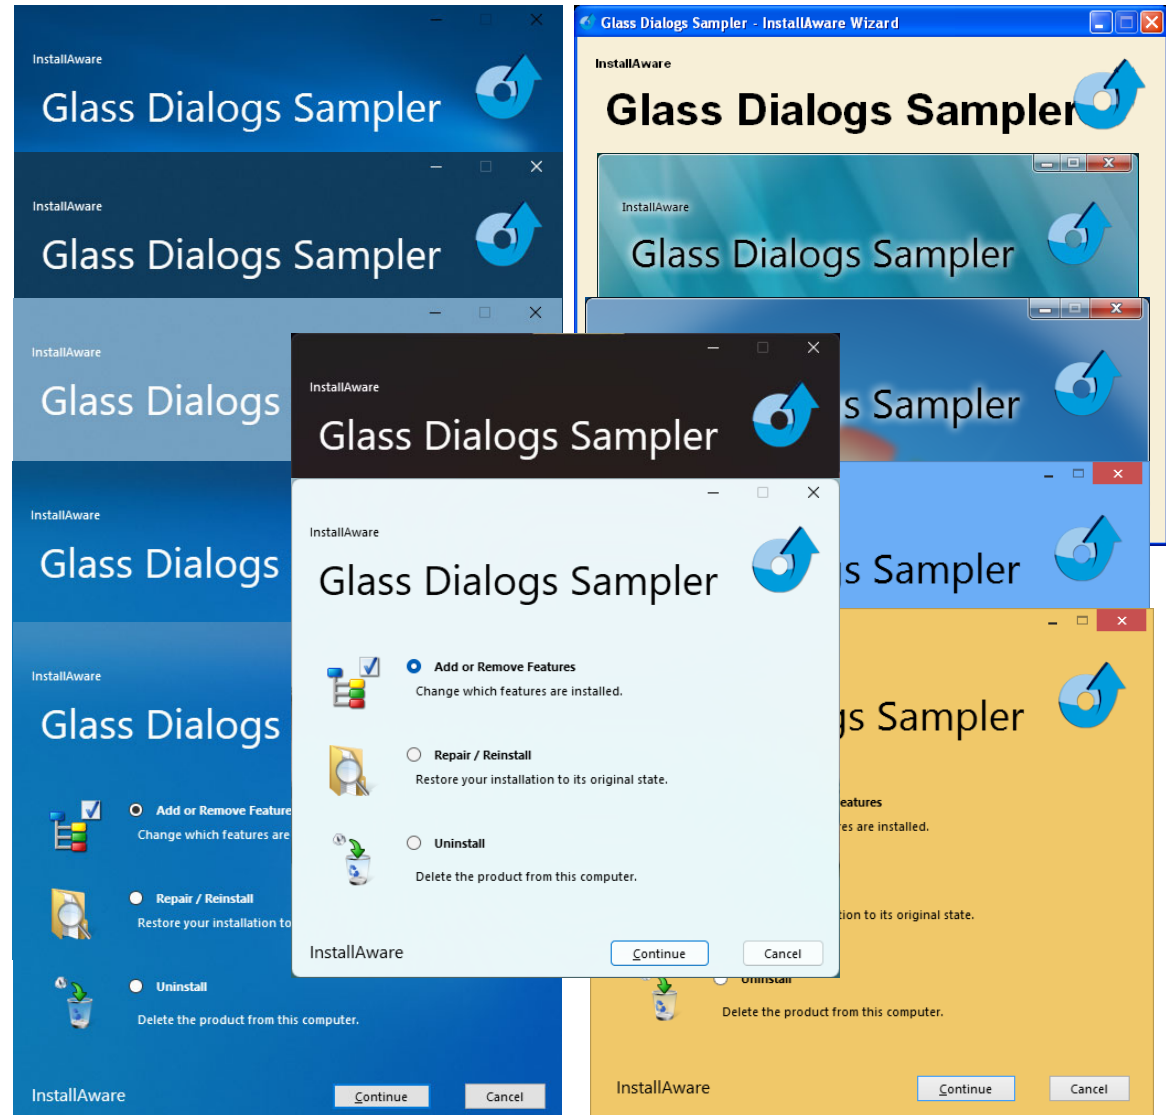 InstallAware
Glass Dialogs Sampler
InstallAware
Glass Dialogs Sampler
InstallAware
Glass Dialogs
InstallAware
Glass Dialogs
InstallAware
Glass Dialogs
Add or Remove Feature
Change which features are
Repair / Reinstall
Restore your installation to
Uninstall
Delete the product from this computer.
InstallAware
Continue
Cancel
Glass Dialogs Sampler - InstallAware Wizard
InstallAware
Glass Dialogs Sampler
InstallAware
Glass Dialogs Sampler
s Sampler
s Sampler
gs Sampler
eatures
es are installed.
tion to its original state.
Uninstall
Delete the product from this computer.
InstallAware
Continue
Cancel
InstallAware
Glass Dialogs Sampler
InstallAware
Glass Dialogs Sampler
Add or Remove Features
Change which features are installed.
Repair / Reinstall
Restore your installation to its original state.
Uninstall
Delete the product from this computer.
InstallAware
Continue
Cancel